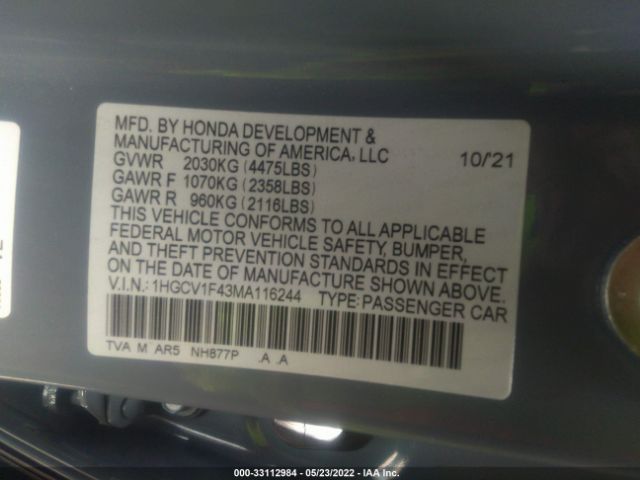 MFD. BY HONDA DEVELOPMENT &
MANUFACTURING OF AMERICA, LLC 10/21
GVWR 2030KG (4475LBS)
GAWR F 1070KG (2358LBS)
GAWR R 960KG (2116LBS)
THIS VEHICLE CONFORMS TO ALL APPLICABLE
FEDERAL MOTOR VEHICLE SAFETY, BUMPER,
AND THEFT PREVENTION STANDARDS IN EFFECT
ON THE DATE OF MANUFACTURE SHOWN ABOVE.
V.I.N.: 1HGCV1F43MA116244 TYPE: PASSENGER CAR
TVA M AR5 NH877P .A .A
000-33112984 - 05/23/2022 - IAA Inc.